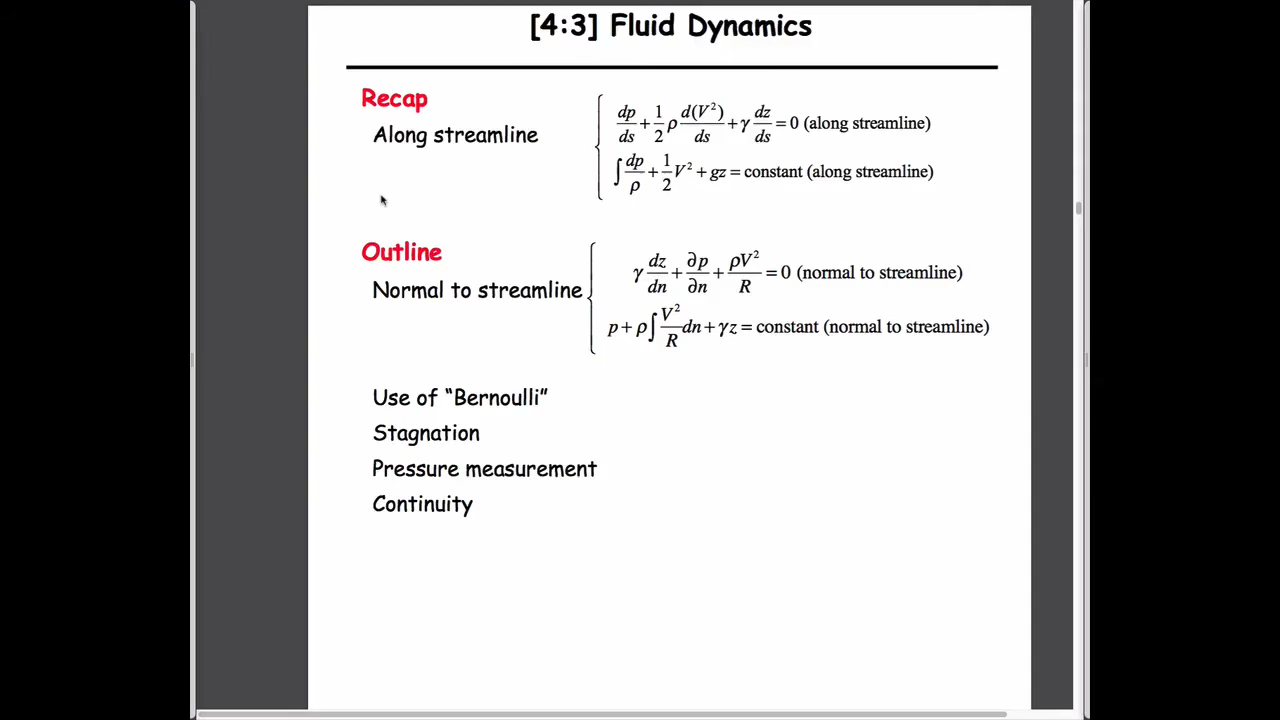 [4:3] Fluid Dynamics
Recap
Along streamline
dp/ds + 1/2 ρ d(V²)/ds + γ dz/ds = 0 (along streamline)
∫ dp/ρ + 1/2 V² + gz = constant (along streamline)
Outline
Normal to streamline
γ dz/dn + ∂p/∂n + ρV²/R = 0 (normal to streamline)
p + ρ ∫ V²/R dn + γz = constant (normal to streamline)
Use of “Bernoulli”
Stagnation
Pressure measurement
Continuity